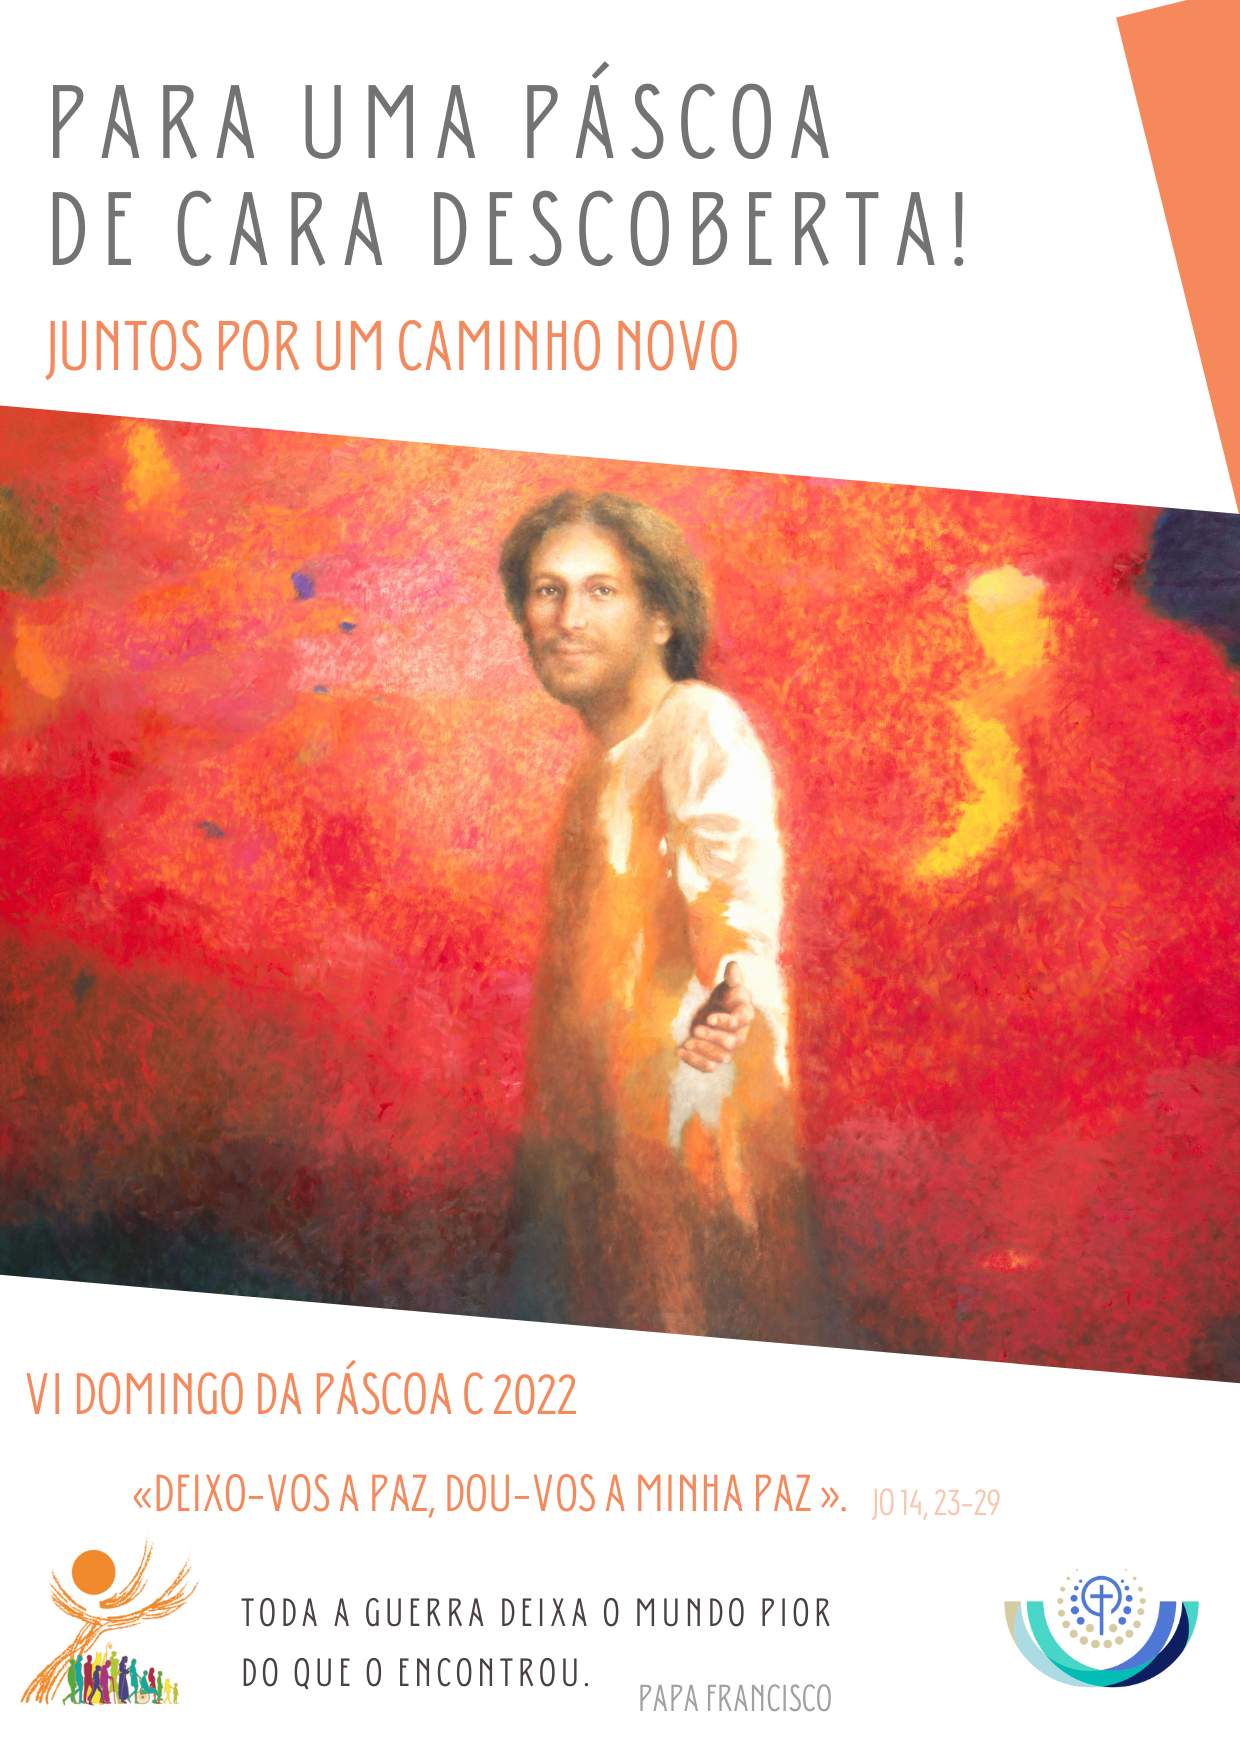 PARA UMA PÁSCOA
DE CARA DESCOBERTA!
JUNTOS POR UM CAMINHO NOVO
VI DOMINGO DA PÁSCOA C 2022
«DEIXO-VOS A PAZ, DOU-VOS A MINHA PAZ ». JO 14, 23-29
TODA A GUERRA DEIXA O MUNDO PIOR
DO QUE O ENCONTROU.
PAPA FRANCISCO